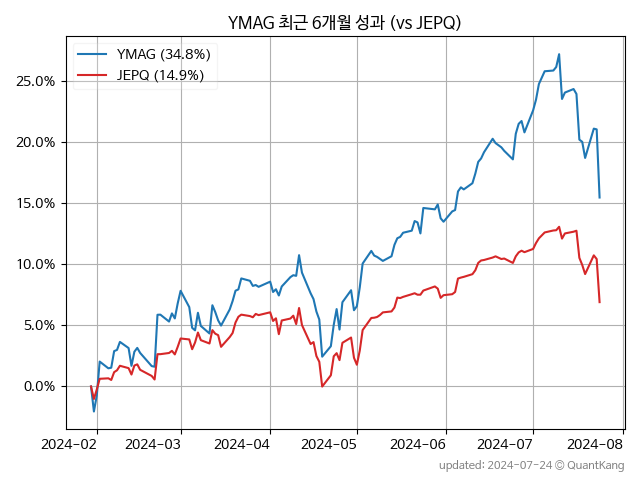 YMAG 최근 6개월 성과 (vs JEPQ)
YMAG (34.8%)
JEPQ (14.9%)
25.0%
20.0%
15.0%
10.0%
5.0%
0.0%
2024-02 2024-03 2024-04 2024-05 2024-06 2024-07 2024-08
updated: 2024-07-24 © QuantKang